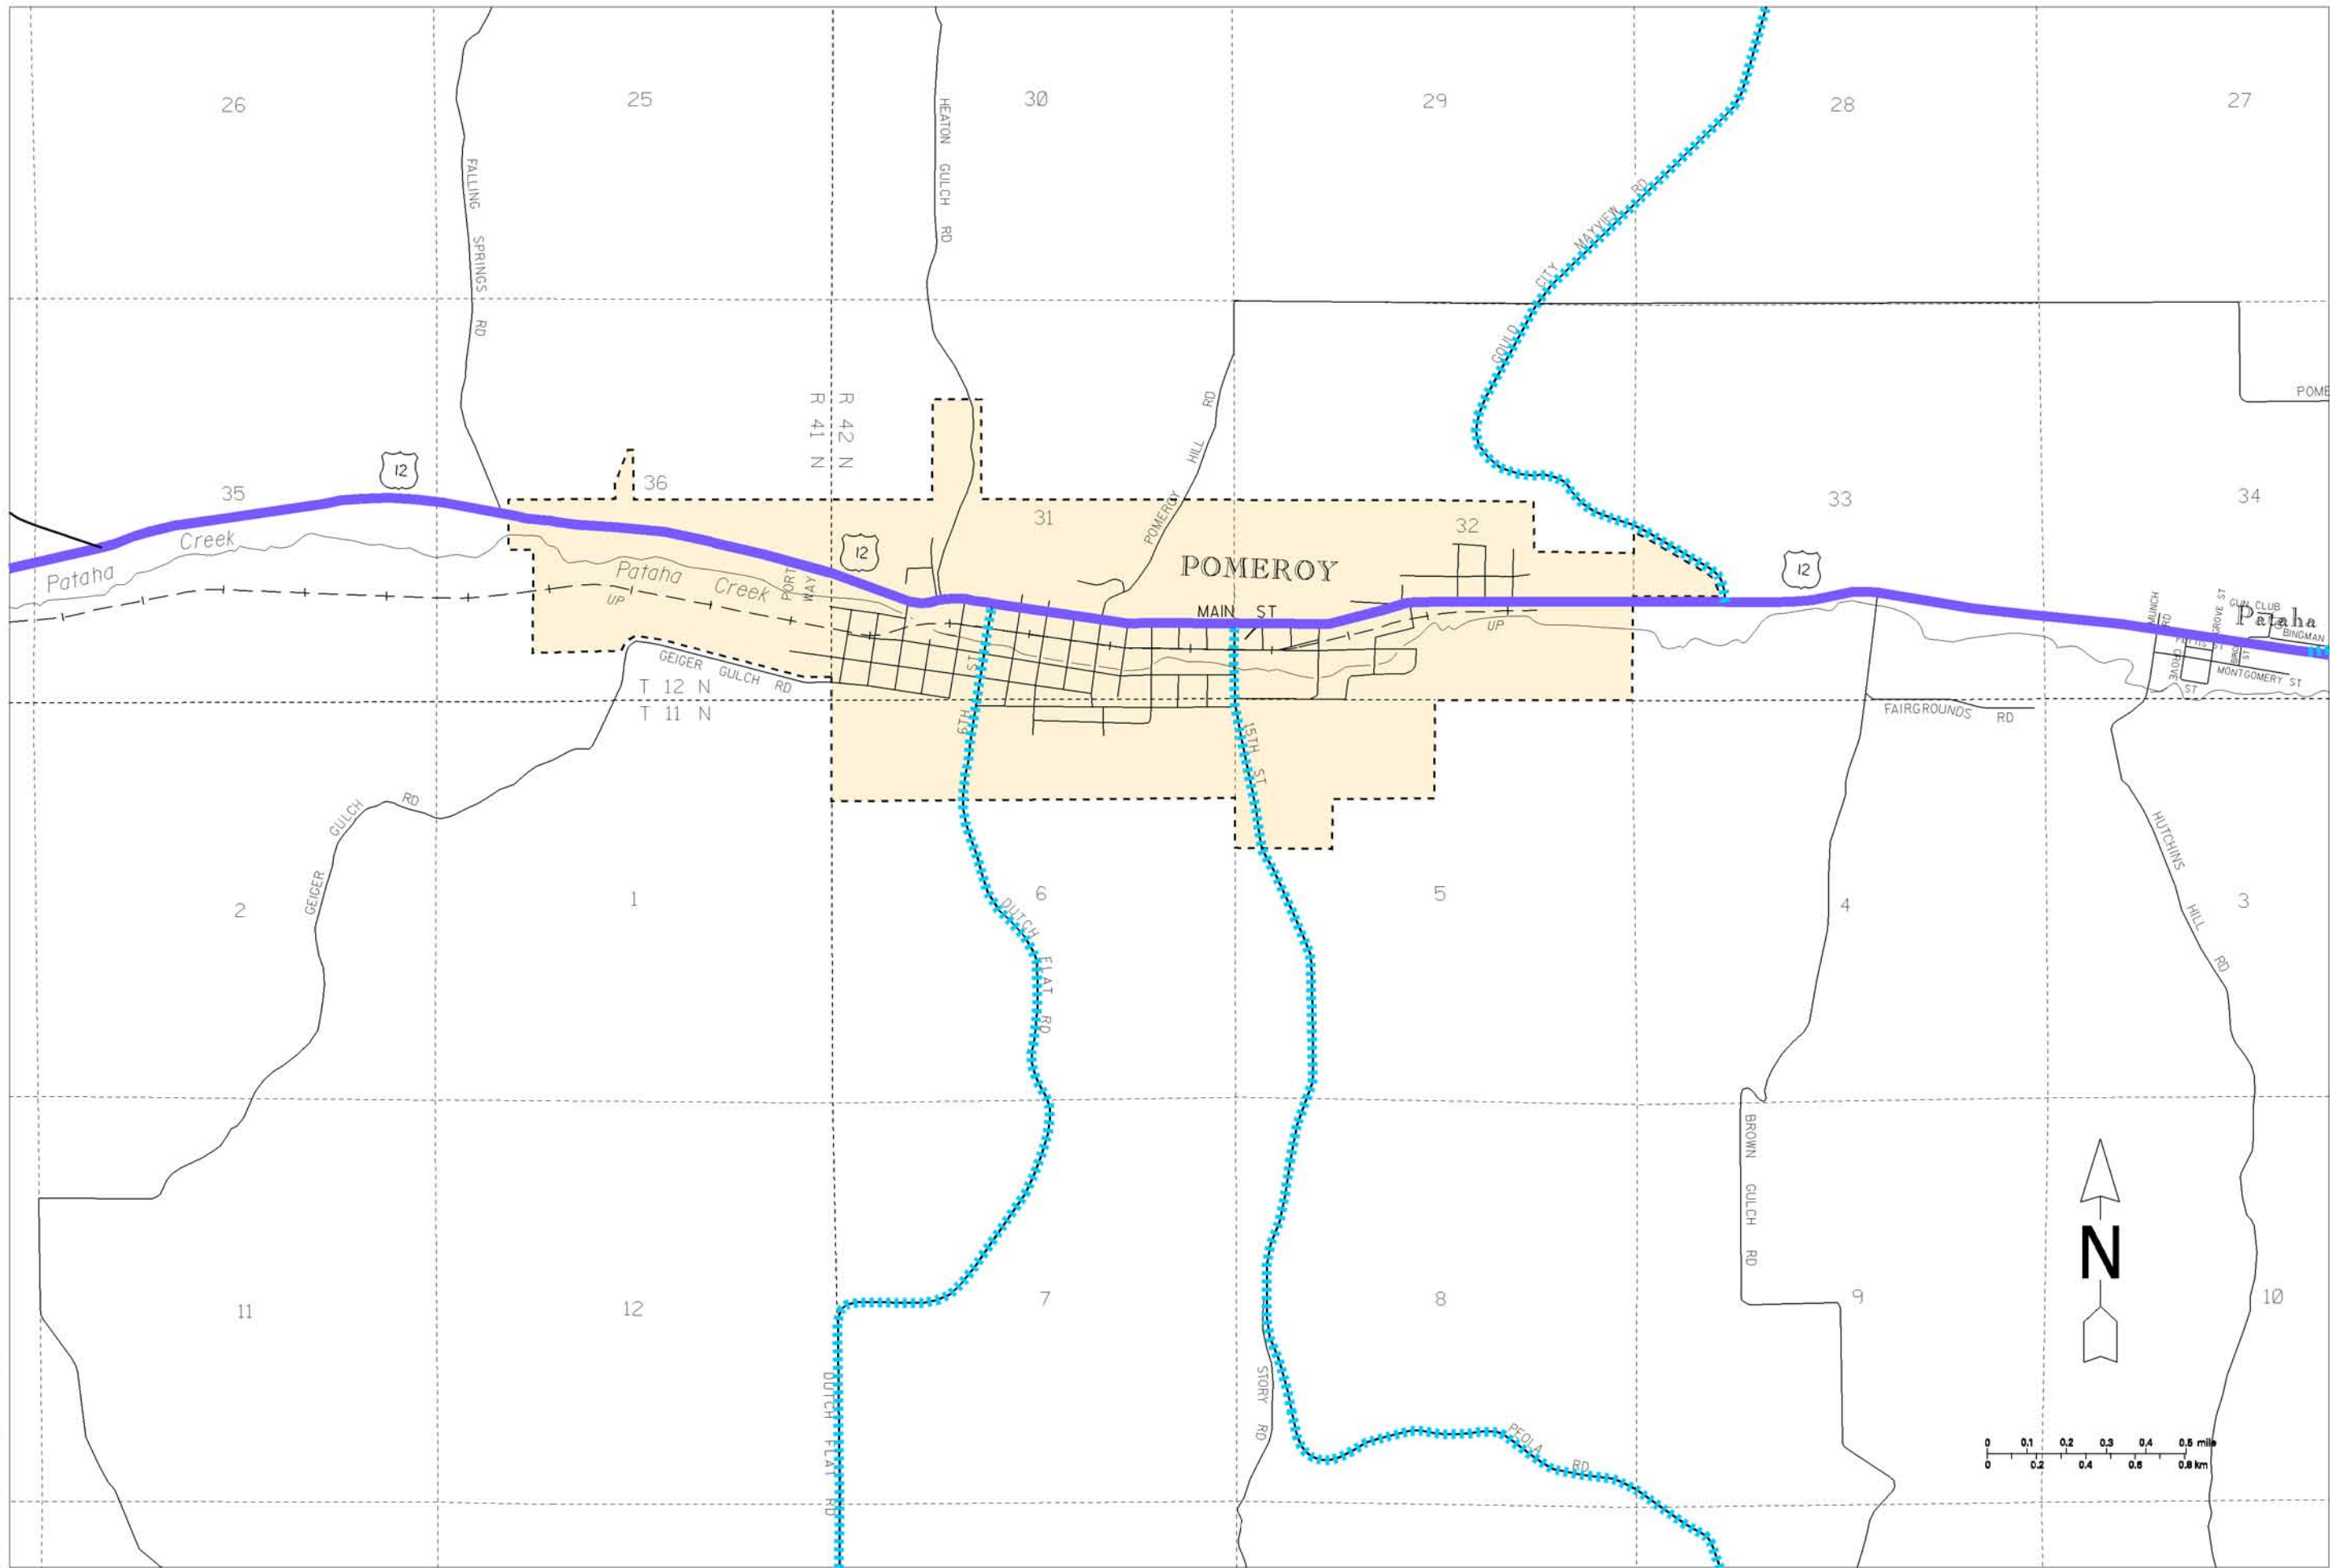 26
25
30
29
28
27
FALLING SPRINGS RD
HEATON GULCH RD
GOULD CITY MAYVIEW RD
POME
R 41 N
R 42 N
POMEROY HILL RD
12
35
36
31
32
33
34
12
12
POMEROY
MAIN ST
Pataha Creek
Pataha Creek
PORT WAY
UP
UP
MUNCH RD
GROVE ST
GUN CLUB
Pataha
BINGMAN
GROVE ST
ST
MONTGOMERY ST
GEIGER GULCH RD
T 12 N
T 11 N
6TH ST
15TH ST
FAIRGROUNDS RD
GEIGER GULCH RD
2
1
6
5
4
3
DUTCH FLAT RD
HUTCHINS HILL RD
BROWN GULCH RD
N
11
12
7
8
9
10
DUTCH FLAT RD
STORY RD
PEOLA RD
0 0.1 0.2 0.3 0.4 0.5 mile
0 0.2 0.4 0.6 0.8 km